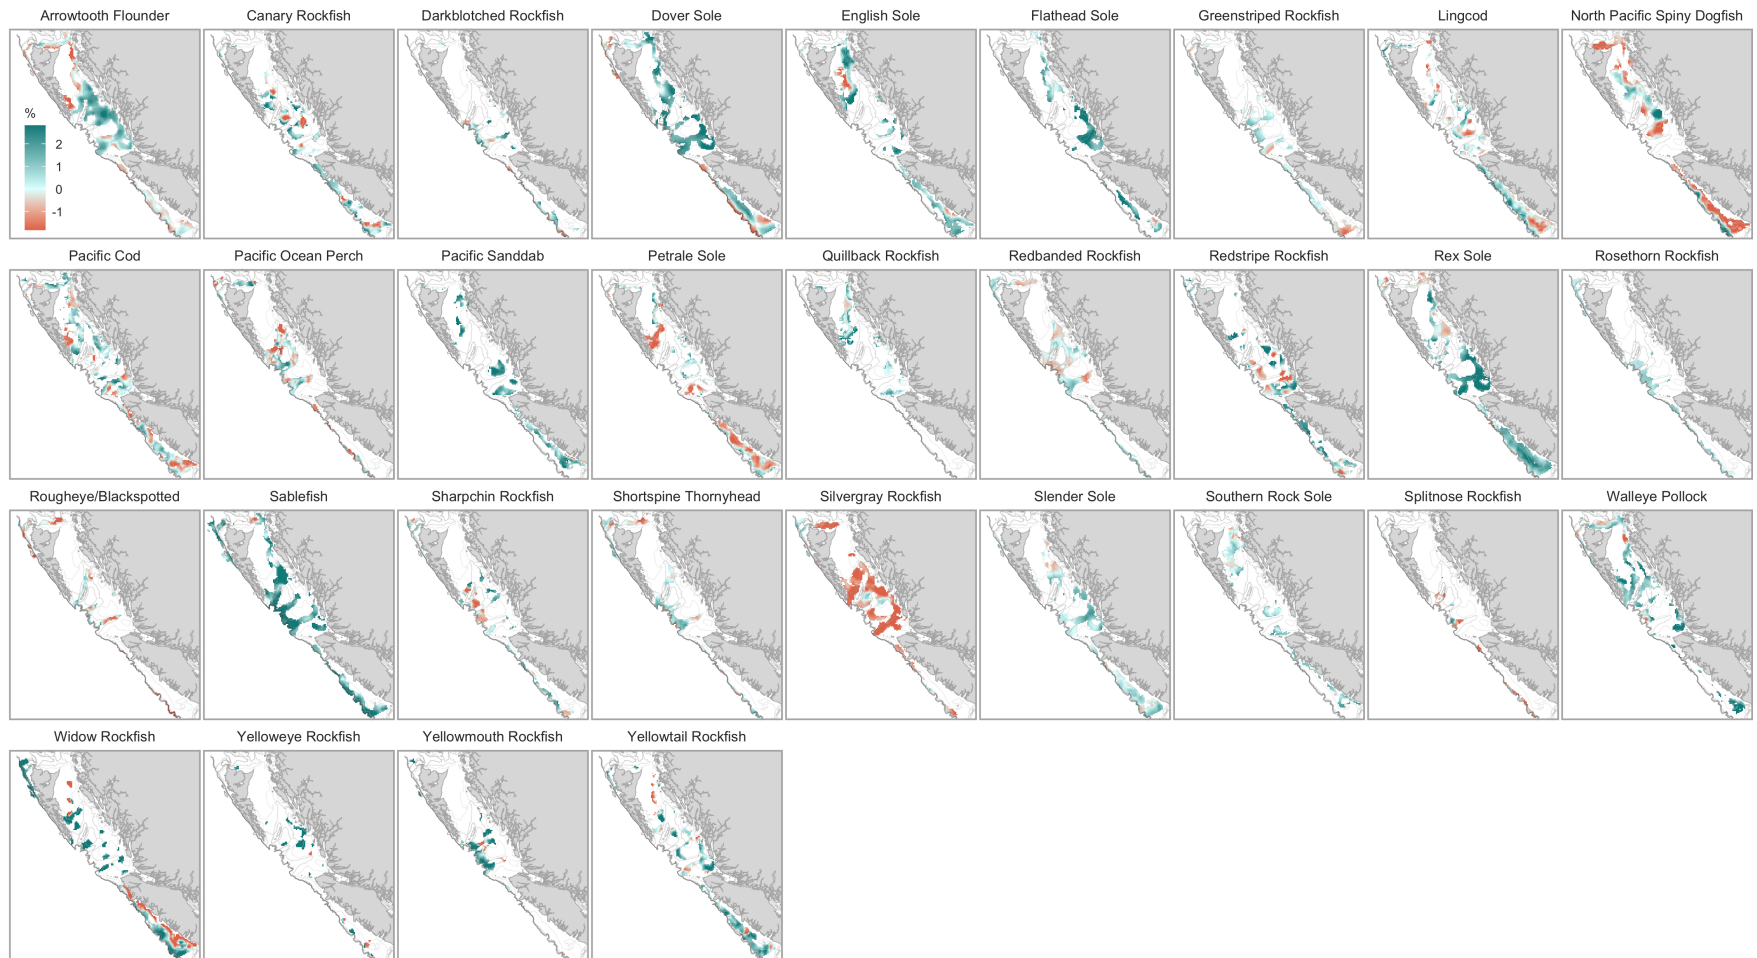 Arrowtooth Flounder
Canary Rockfish
Darkblotched Rockfish
Dover Sole
English Sole
Flathead Sole
Greenstriped Rockfish
Lingcod
North Pacific Spiny Dogfish
%
2
1
0
-1
Pacific Cod
Pacific Ocean Perch
Pacific Sanddab
Petrale Sole
Quillback Rockfish
Redbanded Rockfish
Redstripe Rockfish
Rex Sole
Rosethorn Rockfish
Rougheye/Blackspotted
Sablefish
Sharpchin Rockfish
Shortspine Thornyhead
Silvergray Rockfish
Slender Sole
Southern Rock Sole
Splitnose Rockfish
Walleye Pollock
Widow Rockfish
Yelloweye Rockfish
Yellowmouth Rockfish
Yellowtail Rockfish